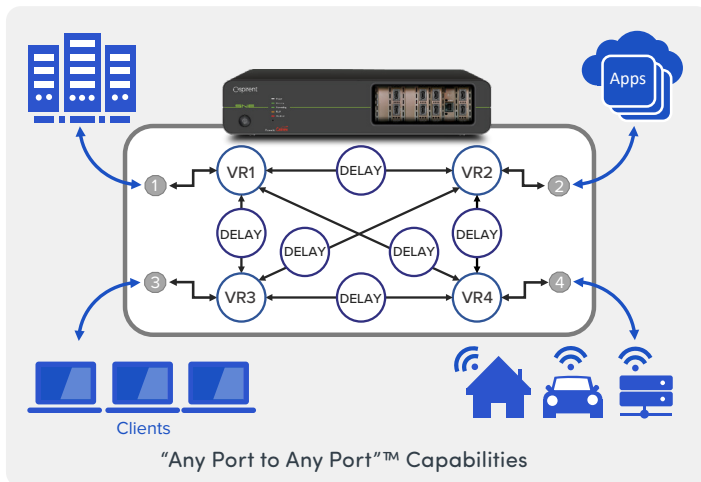 spirent
Apps
1
VR1
DELAY
VR2
2
DELAY
DELAY
DELAY
DELAY
3
VR3
DELAY
VR4
4
Clients
“Any Port to Any Port”™ Capabilities